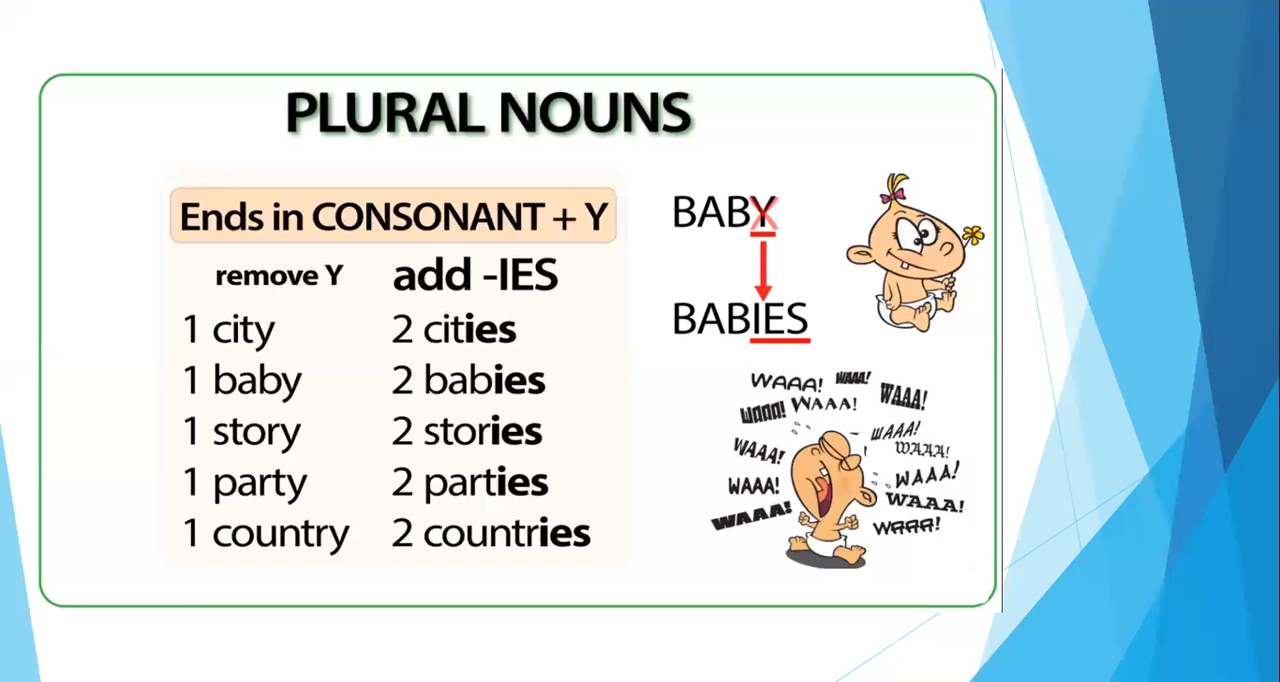 PLURAL NOUNS
Ends in CONSONANT + Y
remove Y add -IES
1 city 2 cities
1 baby 2 babies
1 story 2 stories
1 party 2 parties
1 country 2 countries
BABY
BABIES
WAAA! WAAA! WAAA!
WAAA! WAAA!
WAAA! WAAA!
WAAA! WAAA!
WAAA! WAAA!
WAAA! WAAA!
WAAA!